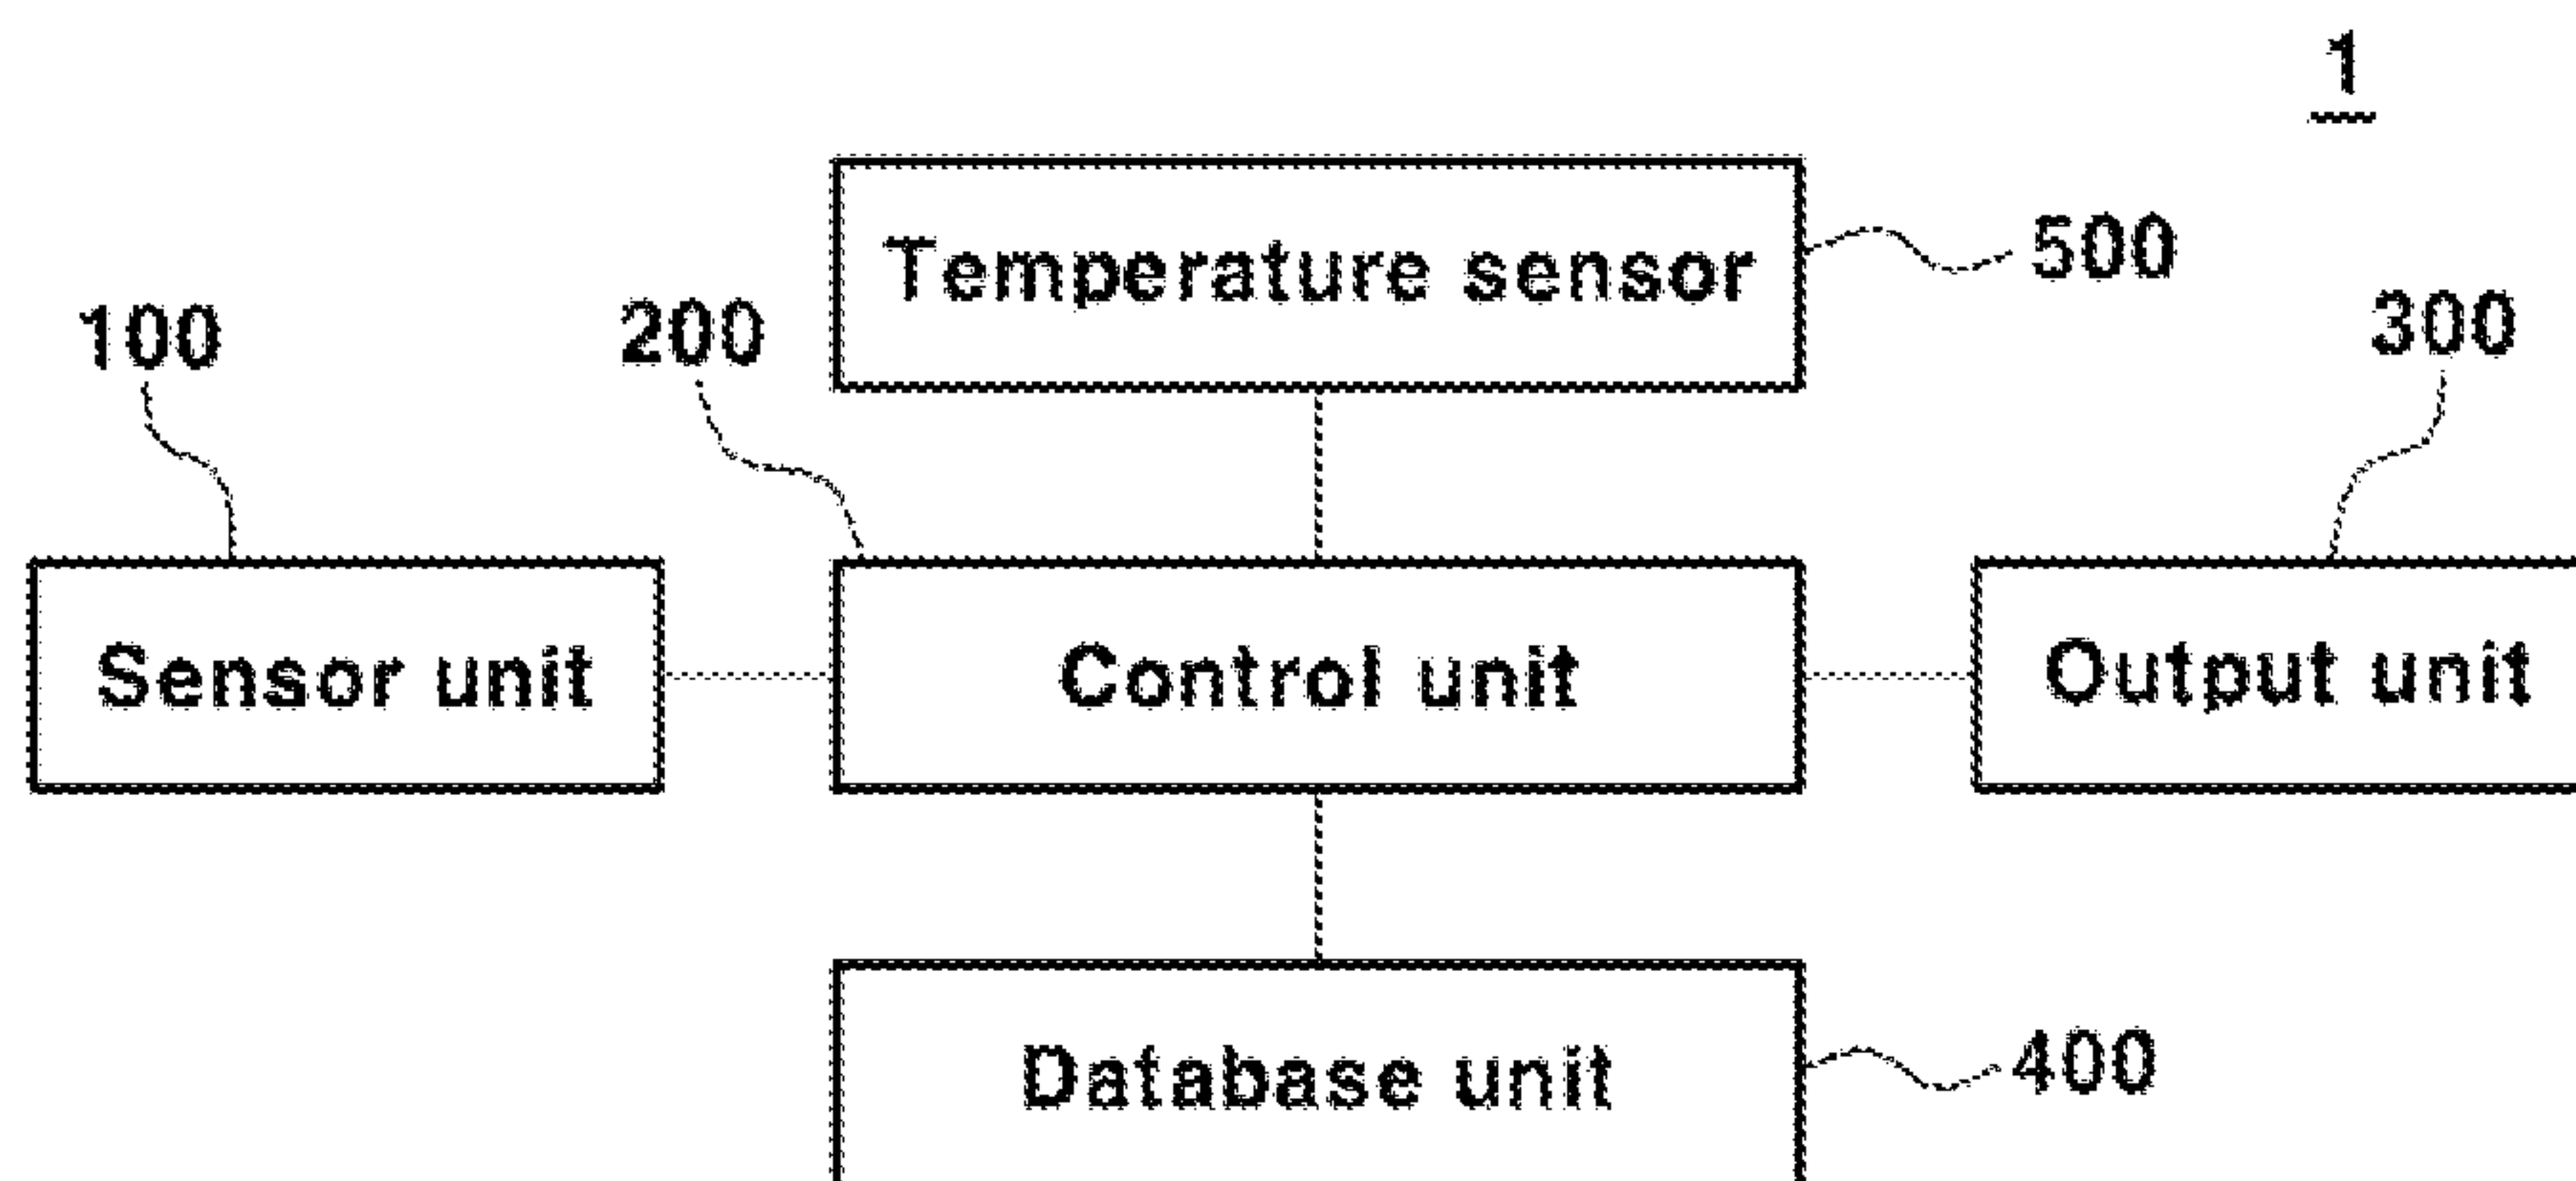 1
Temperature sensor
500
100
200
300
Sensor unit
Control unit
Output unit
Database unit
400